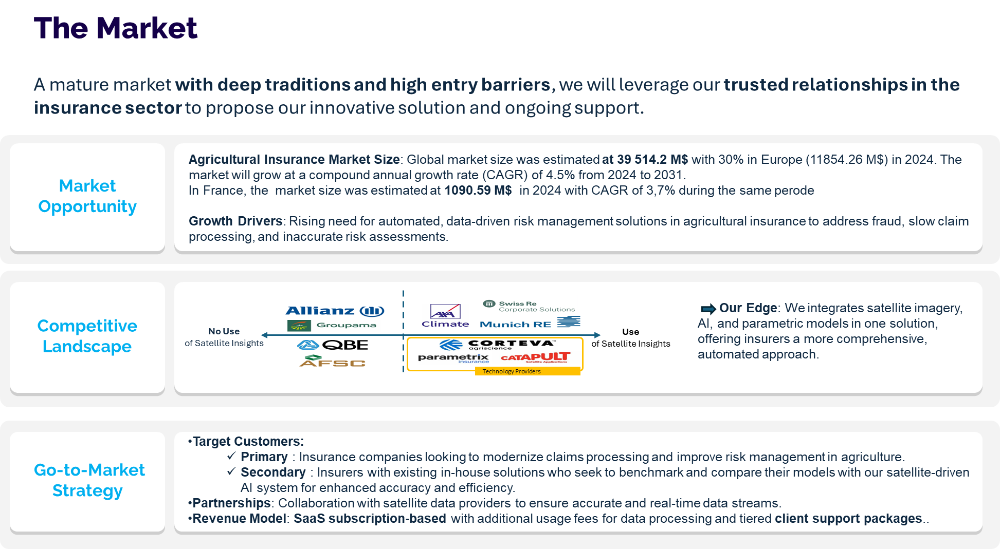 The Market
A mature market with deep traditions and high entry barriers, we will leverage our trusted relationships in the
insurance sector to propose our innovative solution and ongoing support.
Market
Opportunity
Agricultural Insurance Market Size: Global market size was estimated at 39 514.2 M$ with 30% in Europe (11854.26 M$) in 2024. The
market will grow at a compound annual growth rate (CAGR) of 4.5% from 2024 to 2031.
In France, the market size was estimated at 1090.59 M$ in 2024 with CAGR of 3,7% during the same perode
Growth Drivers: Rising need for automated, data-driven risk management solutions in agricultural insurance to address fraud, slow claim
processing, and inaccurate risk assessments.
Competitive
Landscape
No Use
of Satellite Insights
Allianz
Groupama
QBE
AFSC
AXA
Climate
Swiss Re
Corporate Solutions
Munich RE
CORTEVA™
agriscience
parametrix
insurance
CATAPULT
Satellite Applications
Technology Providers
Use
of Satellite Insights
Our Edge: We integrates satellite imagery,
AI, and parametric models in one solution,
offering insurers a more comprehensive,
automated approach.
Go-to-Market
Strategy
•Target Customers:
✓ Primary : Insurance companies looking to modernize claims processing and improve risk management in agriculture.
✓ Secondary : Insurers with existing in-house solutions who seek to benchmark and compare their models with our satellite-driven
AI system for enhanced accuracy and efficiency.
•Partnerships: Collaboration with satellite data providers to ensure accurate and real-time data streams.
•Revenue Model: SaaS subscription-based with additional usage fees for data processing and tiered client support packages..